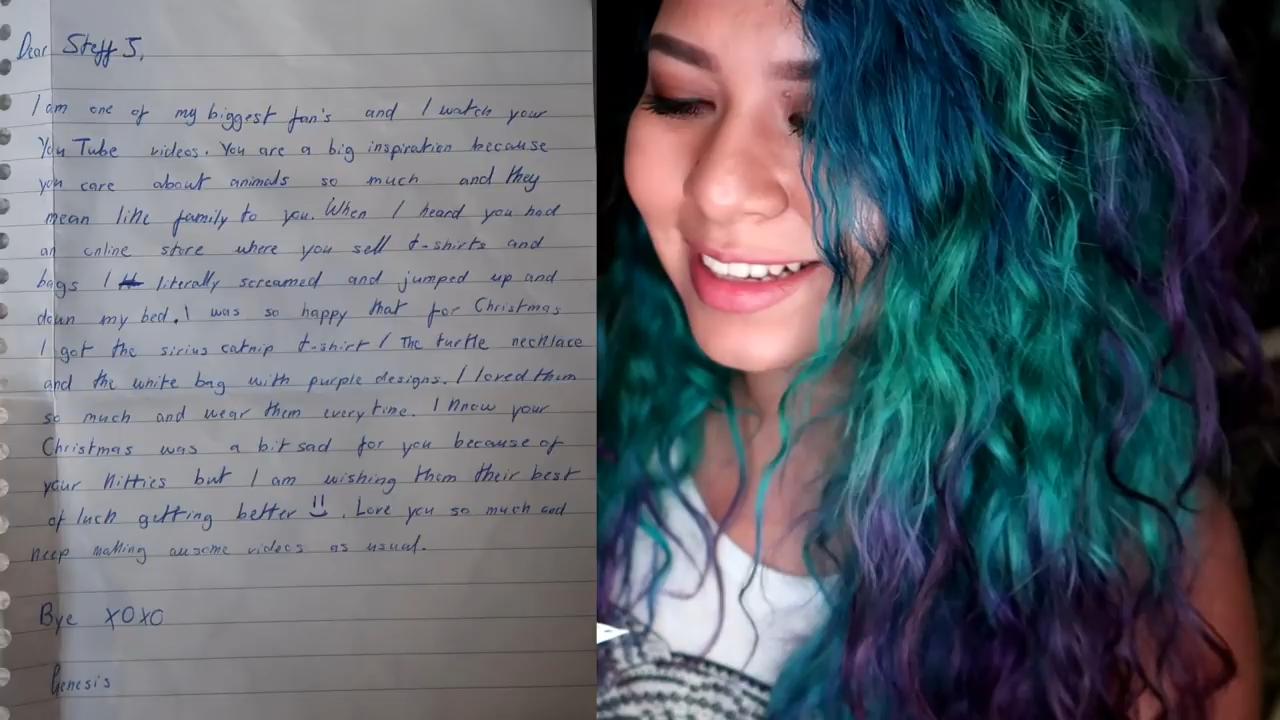 Dear Steff J,
I am one of my biggest fan's and I watch your
You Tube videos. You are a big inspiration because
you care about animals so much and they
mean like family to you. When I heard you had
an online store where you sell t-shirts and
bags I literally screamed and jumped up and
down my bed. I was so happy that for Christmas
I got the sirius catnip t-shirt / The turtle necklace
and the white bag with purple designs. I loved them
so much and wear them everytime. I know your
Christmas was a bit sad for you because of
your kitties but I am wishing them their best
of luck getting better . Love you so much and
keep making ausome videos as usual.
Bye XOXO
Genesis